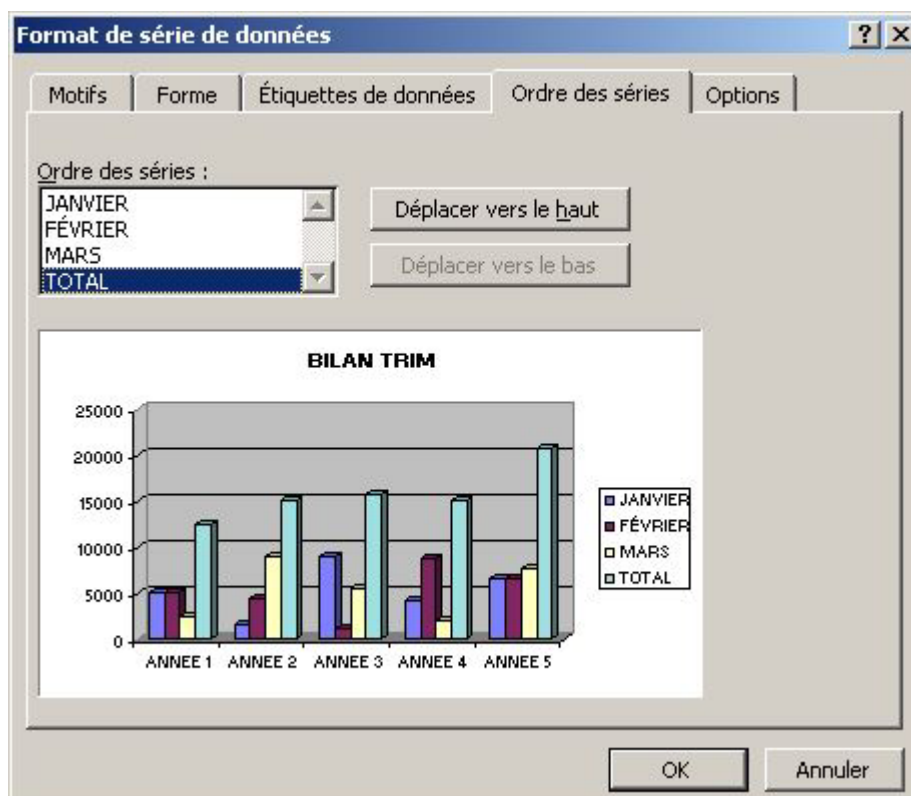 Format de série de données
Motifs
Forme
Étiquettes de données
Ordre des séries
Options
Ordre des séries :
JANVIER
FÉVRIER
MARS
TOTAL
Déplacer vers le haut
Déplacer vers le bas
BILAN TRIM
25000
20000
15000
10000
5000
0
ANNEE 1 ANNEE 2 ANNEE 3 ANNEE 4 ANNEE 5
JANVIER
FÉVRIER
MARS
TOTAL
OK
Annuler